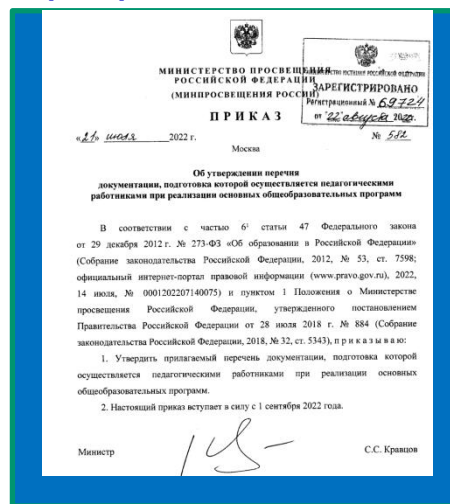 МИНИСТЕРСТВО ПРОСВЕЩЕНИЯ
РОССИЙСКОЙ ФЕДЕРАЦИИ
(МИНПРОСВЕЩЕНИЯ РОССИИ)
ПРИКАЗ
МИНИСТЕРСТВО ЮСТИЦИИ РОССИЙСКОЙ ФЕДЕРАЦИИ
ЗАРЕГИСТРИРОВАНО
Регистрационный № 69724
от "22" августа 2022.
«21» июля 2022 г.
№ 582
Москва
Об утверждении перечня
документации, подготовка которой осуществляется педагогическими
работниками при реализации основных общеобразовательных программ
В соответствии с частью 6¹ статьи 47 Федерального закона
от 29 декабря 2012 г. № 273-ФЗ «Об образовании в Российской Федерации»
(Собрание законодательства Российской Федерации, 2012, № 53, ст. 7598;
официальный интернет-портал правовой информации (www.pravo.gov.ru), 2022,
14 июля, № 0001202207140075) и пунктом 1 Положения о Министерстве
просвещения Российской Федерации, утвержденного постановлением
Правительства Российской Федерации от 28 июля 2018 г. № 884 (Собрание
законодательства Российской Федерации, 2018, № 32, ст. 5343), п р и к а з ы в а ю:
1. Утвердить прилагаемый перечень документации, подготовка которой
осуществляется педагогическими работниками при реализации основных
общеобразовательных программ.
2. Настоящий приказ вступает в силу с 1 сентября 2022 года.
Министр
С.С. Кравцов